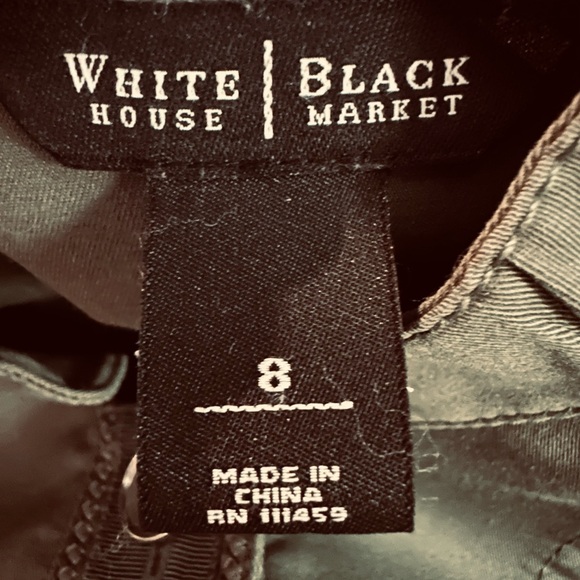 WHITE | BLACK
HOUSE | MARKET
8
MADE IN
CHINA
RN 111459